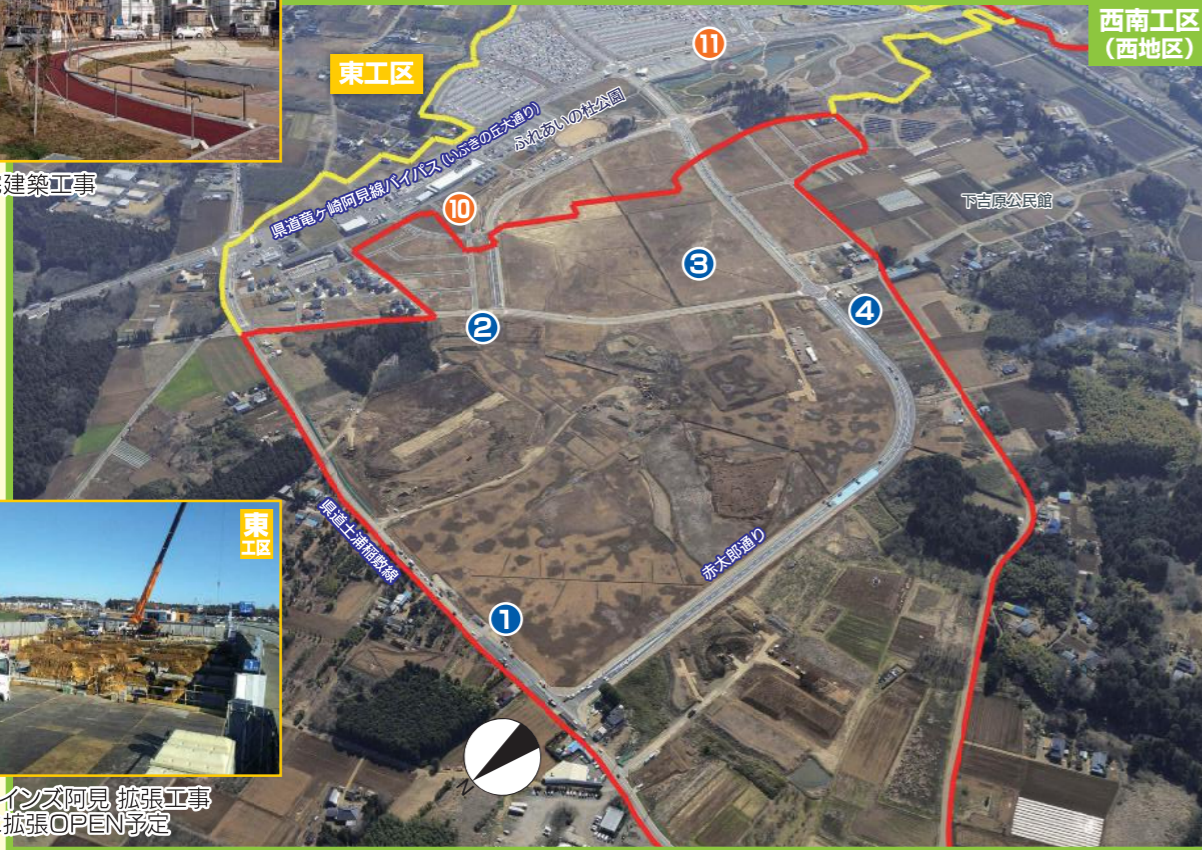 西南工区
（西地区）
東工区
⑪
ふれあいの杜公園
県道竜ヶ崎阿見線バイパス（いぶきの丘大通り）
宅建築工事
⑩
下吉原公民館
③
④
②
東
工区
県道土浦稲敷線
赤太郎通り
①
N
インズ阿見 拡張工事
拡張OPEN予定